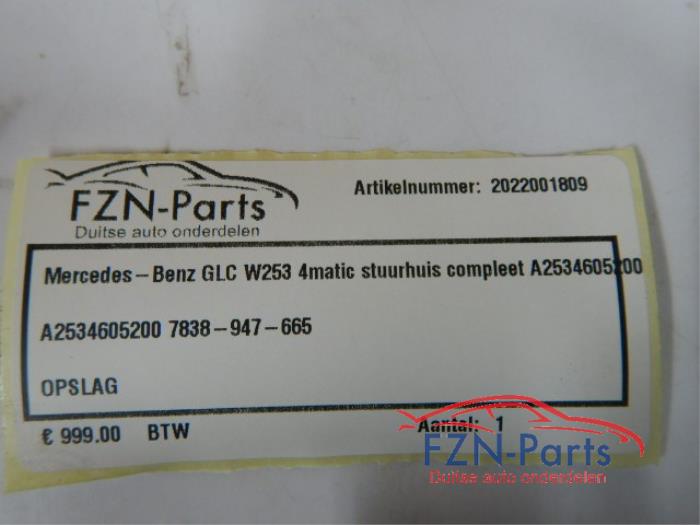 FZN-Parts
Duitse auto onderdelen
Artikelnummer: 2022001809
Mercedes-Benz GLC W253 4matic stuurhuis compleet A2534605200
A2534605200 7838-947-665
OPSLAG
€ 999.00 BTW
Aantal: 1
FZN-Parts
Duitse auto onderdelen